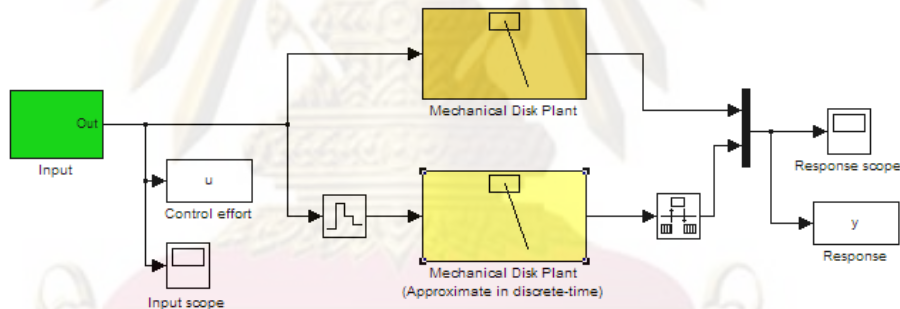 Mechanical Disk Plant
Out
Input
u
Control effort
Input scope
Mechanical Disk Plant
(Approximate in discrete-time)
Response scope
y
Response